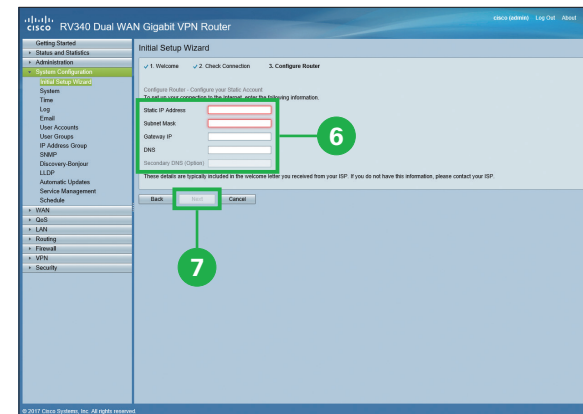 cisco RV340 Dual WAN Gigabit VPN Router
cisco (admin) Log Out About
Getting Started
Status and Statistics
Administration
System Configuration
Initial Setup Wizard
System
Time
Log
Email
User Accounts
User Groups
IP Address Group
SNMP
Discovery-Bonjour
LLDP
Automatic Updates
Service Management
Schedule
WAN
QoS
LAN
Routing
Firewall
VPN
Security
Initial Setup Wizard
1. Welcome 2. Check Connection 3. Configure Router
Configure Router - Configure your Static Account
To set up your connection to the Internet, enter the following information.
Static IP Address
Subnet Mask
Gateway IP
DNS
Secondary DNS (Option)
6
These details are typically included in the welcome letter you received from your ISP. If you do not have this information, please contact your ISP.
Back Next Cancel
7
© 2017 Cisco Systems, Inc. All rights reserved.